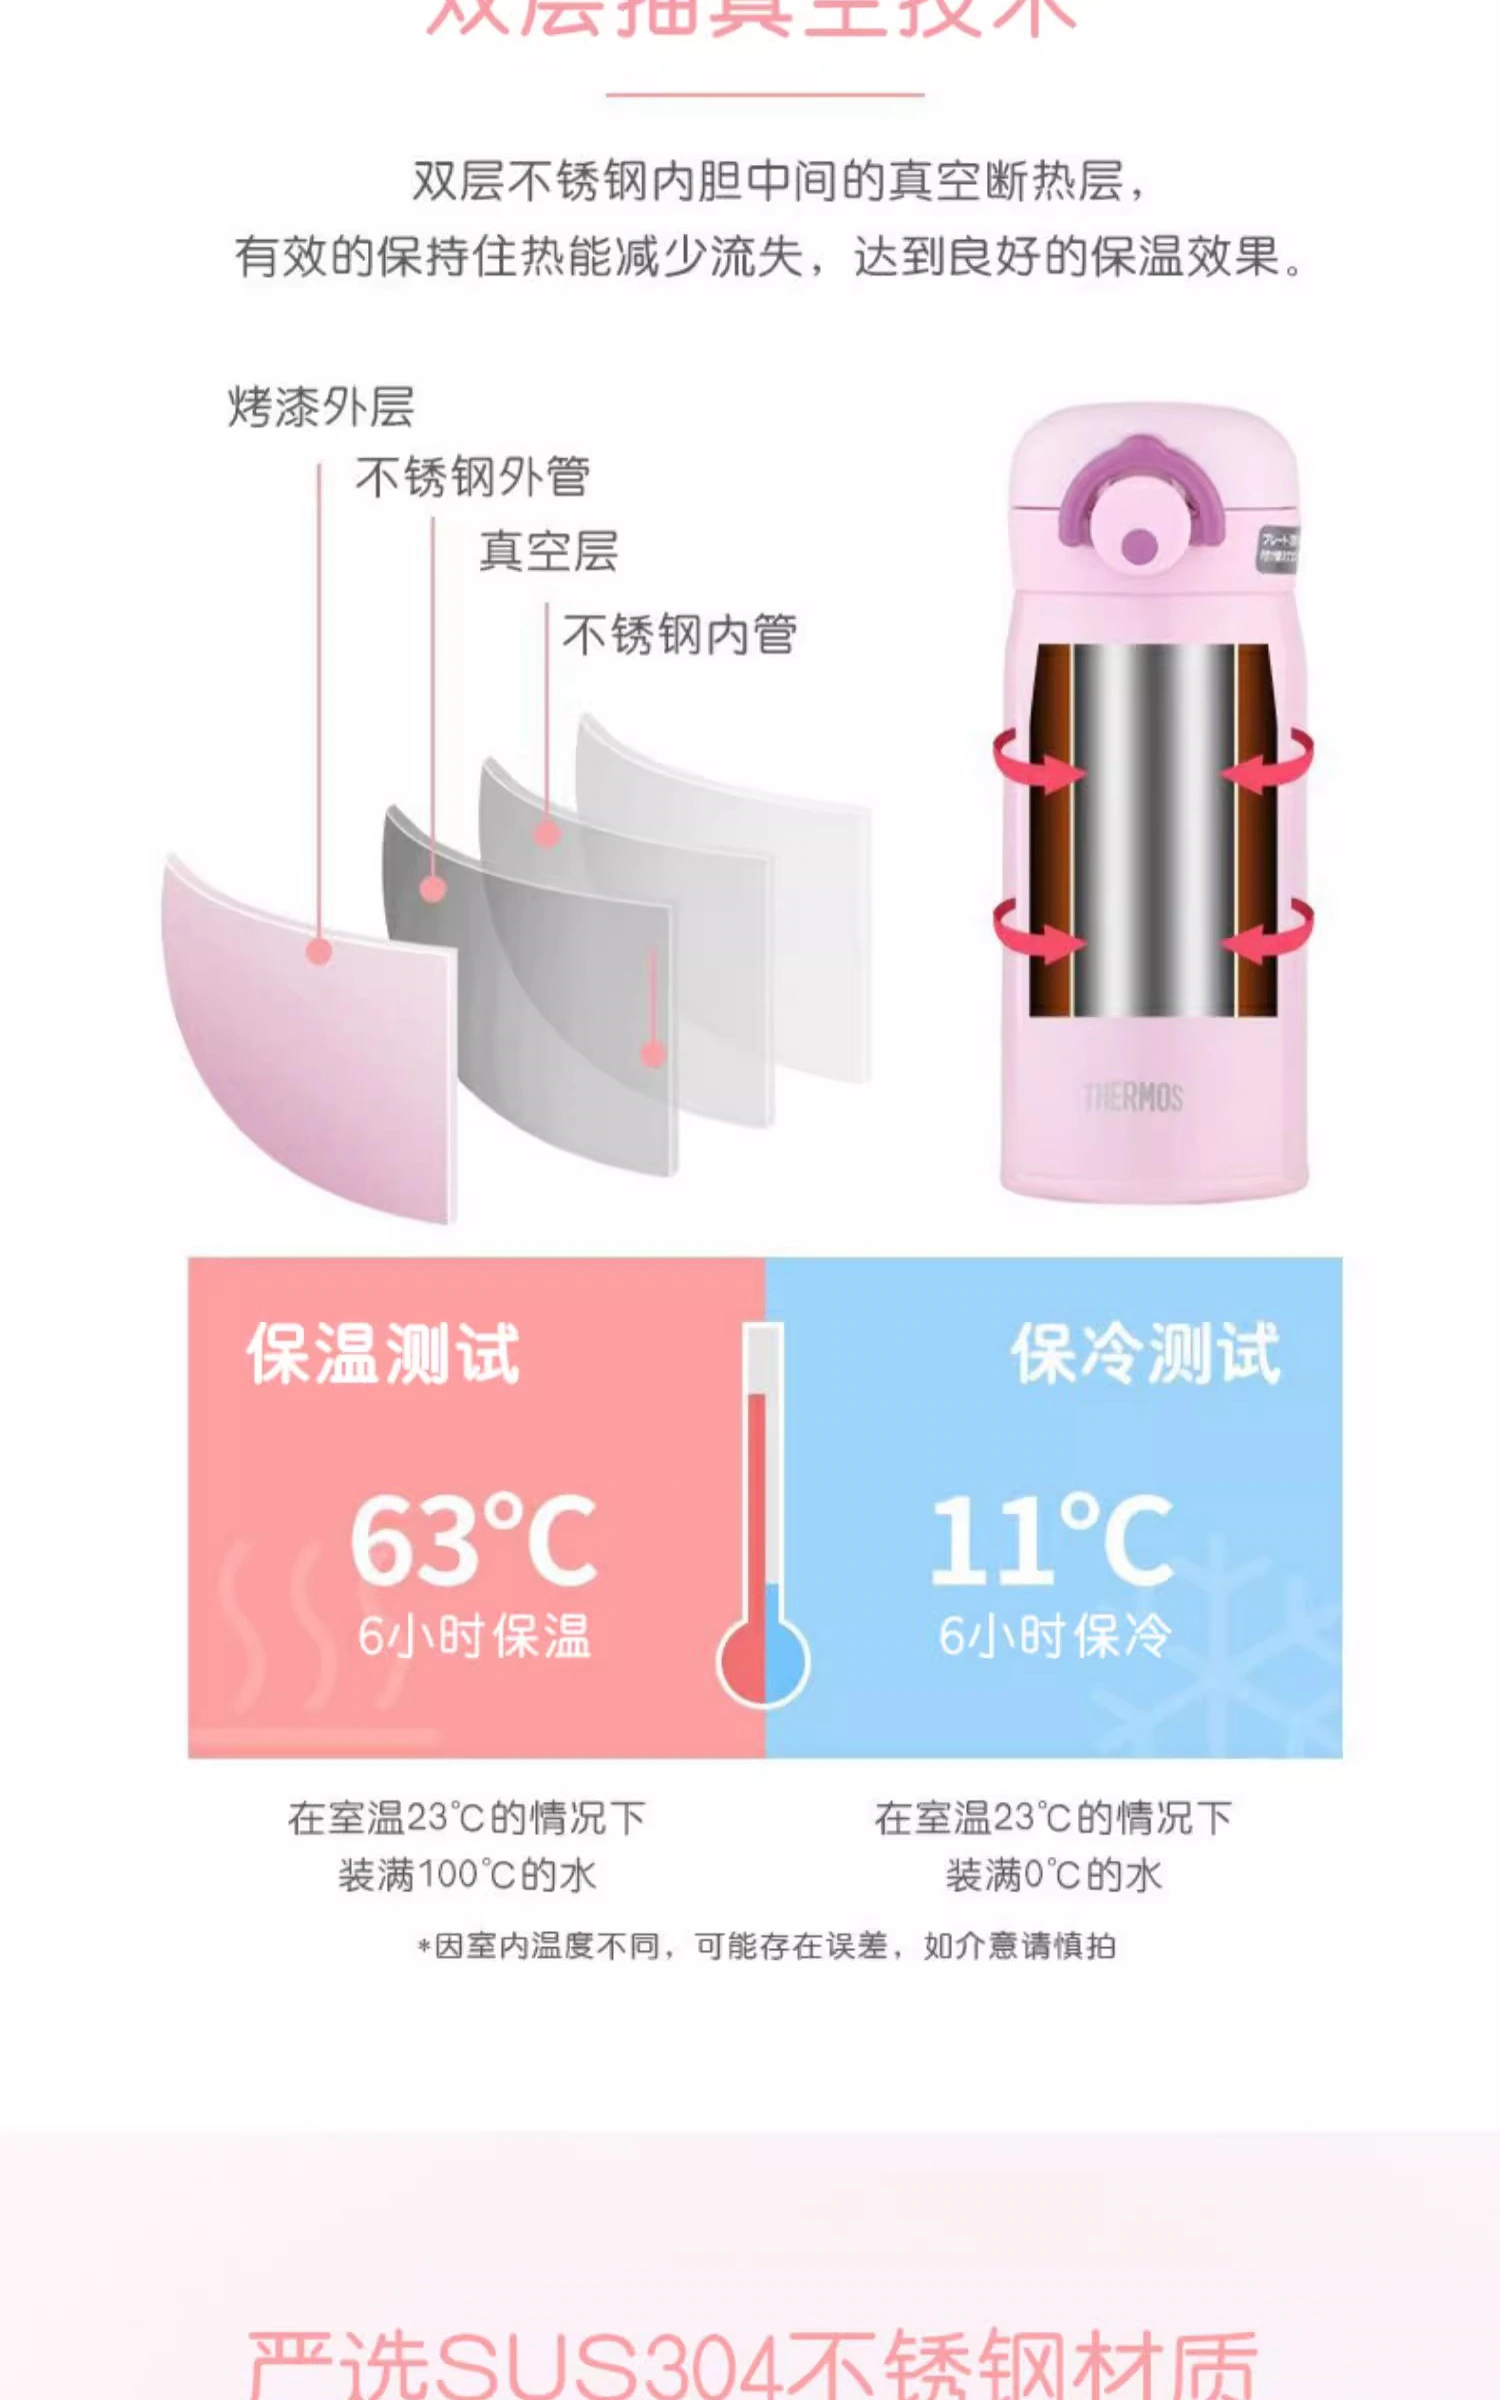 双层抽真空技术
双层不锈钢内胆中间的真空断热层，
有效的保持住热能减少流失，达到良好的保温效果。
烤漆外层
不锈钢外管
真空层
不锈钢内管
THERMOS
保温测试
保冷测试
63°C
11°C
6小时保温
6小时保冷
在室温23℃的情况下
装满100℃的水
在室温23℃的情况下
装满0℃的水
*因室内温度不同，可能存在误差，如介意请慎拍
严选SUS304不锈钢材质